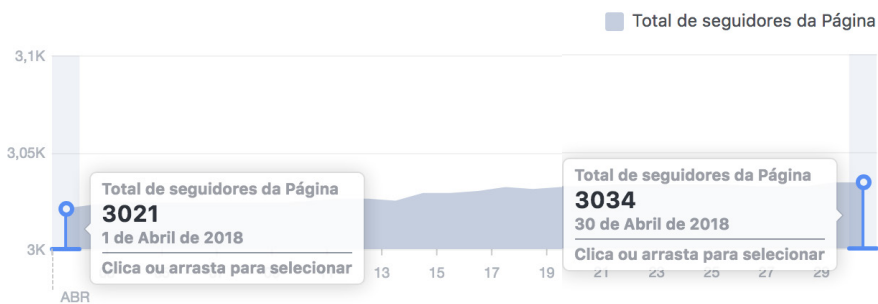 Total de seguidores da Página
3,1K
3,05K
3K
Total de seguidores da Página
3021
1 de Abril de 2018
Clica ou arrasta para selecionar
Total de seguidores da Página
3034
30 de Abril de 2018
Clica ou arrasta para selecionar
13 15 17 19 21 23 25 27 29
ABR